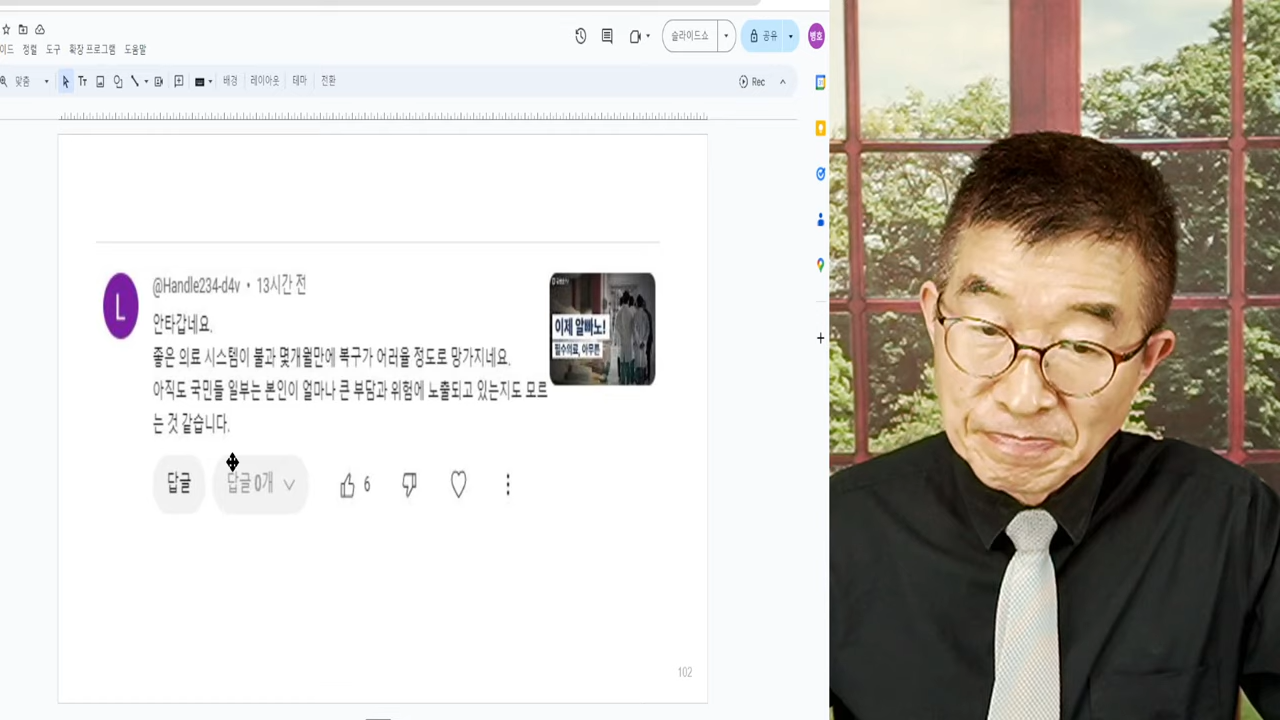 이드 정렬 도구 확장 프로그램 도움말
슬라이드쇼
공유
병호
맞춤
Tт
배경 레이아웃 테마 전환
Rec
L
@Handle234-d4v • 13시간 전
안타깝네요.
좋은 의료 시스템이 불과 몇개월만에 복구가 어려울 정도로 망가지네요.
아직도 국민들 일부는 본인이 얼마나 큰 부담과 위험에 노출되고 있는지도 모르
는 것 같습니다.
이제 알빠노!
필수의료, 아무튼
답글
답글 0개
6
102